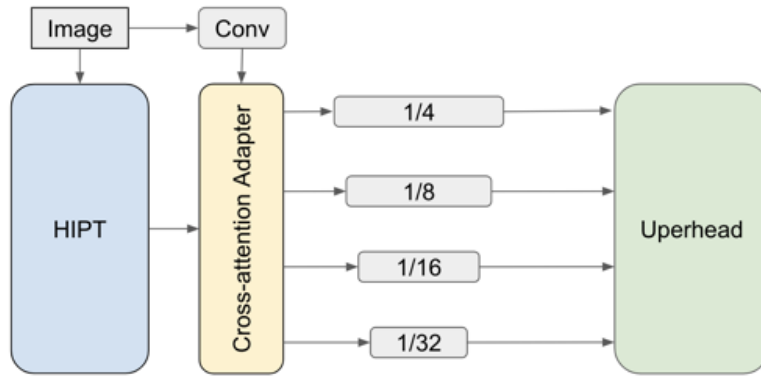 Image
Conv
HIPT
Cross-attention Adapter
1/4
1/8
1/16
1/32
Uperhead